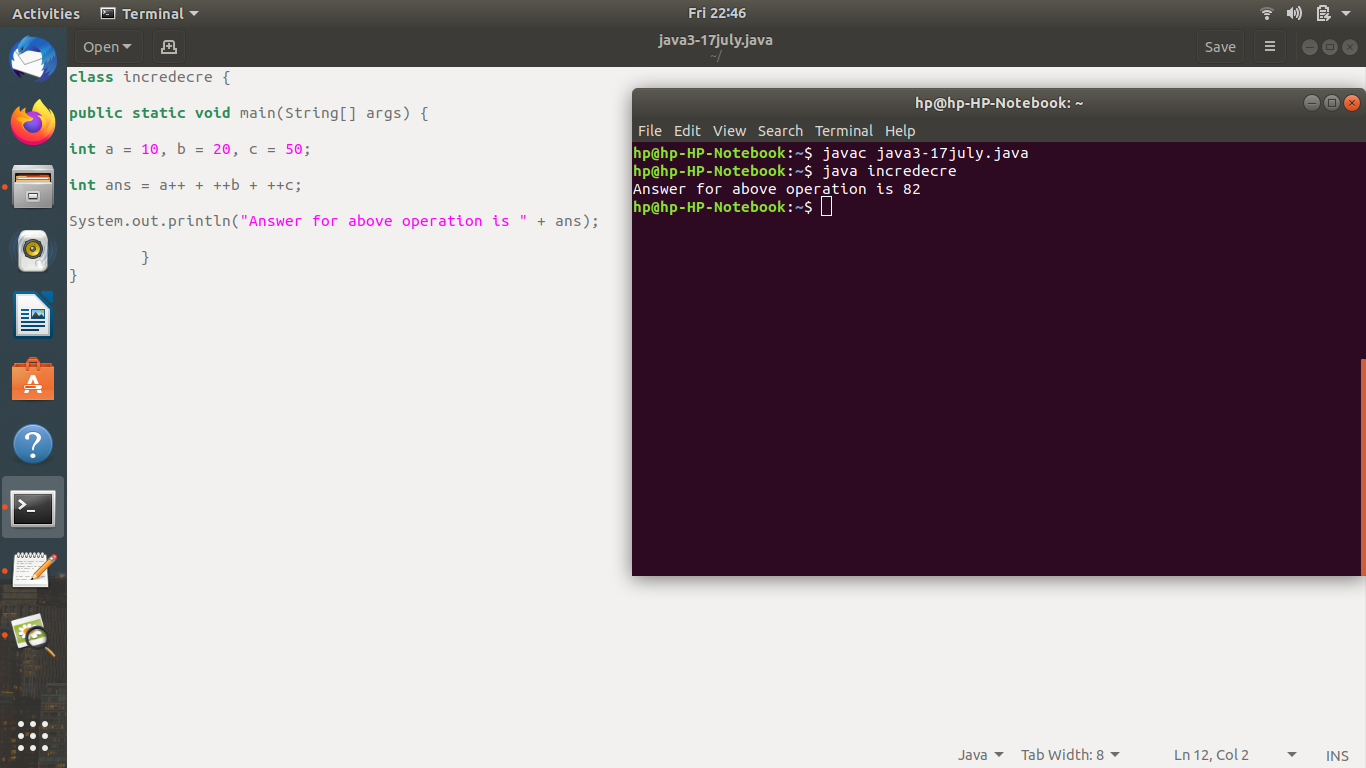 Activities
Terminal
Fri 22:46
Open
java3-17july.java
~/
Save
class incredecre {
public static void main(String[] args) {
int a = 10, b = 20, c = 50;
int ans = a++ + ++b + ++c;
System.out.println("Answer for above operation is " + ans);
}
}
hp@hp-HP-Notebook: ~
File Edit View Search Terminal Help
hp@hp-HP-Notebook:~$ javac java3-17july.java
hp@hp-HP-Notebook:~$ java incredecre
Answer for above operation is 82
hp@hp-HP-Notebook:~$
Java Tab Width: 8 Ln 12, Col 2 INS